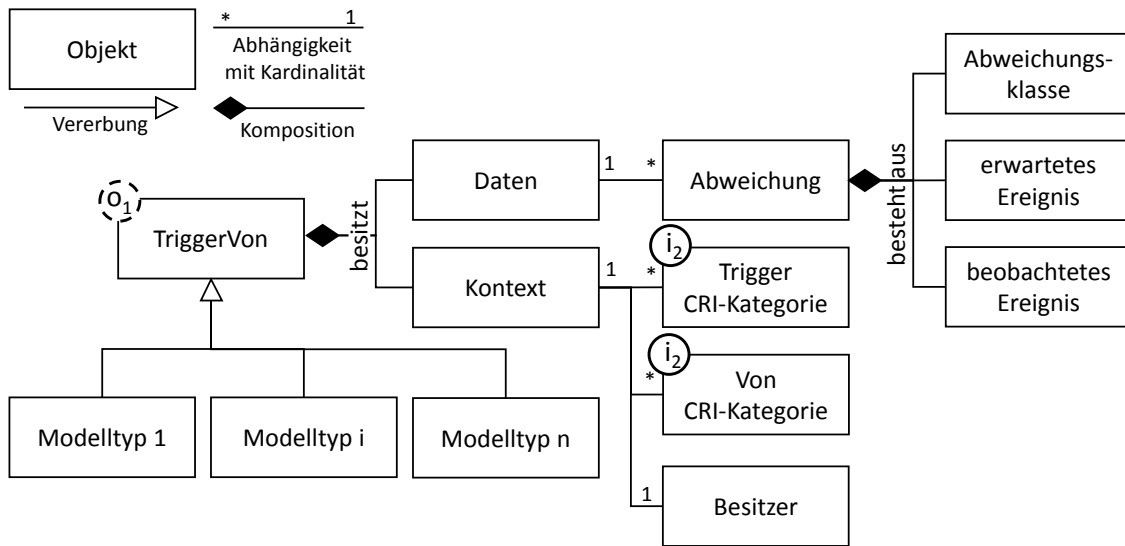 Objekt
* 1
Abhängigkeit
mit Kardinalität
Vererbung
Komposition
o1
TriggerVon
besitzt
Daten
1 *
Abweichung
besteht aus
Abweichungs-
klasse
erwartetes
Ereignis
beobachtetes
Ereignis
Kontext
1 *
i2
Trigger
CRI-Kategorie
i2
*
Von
CRI-Kategorie
1
Besitzer
Modelltyp 1
Modelltyp i
Modelltyp n